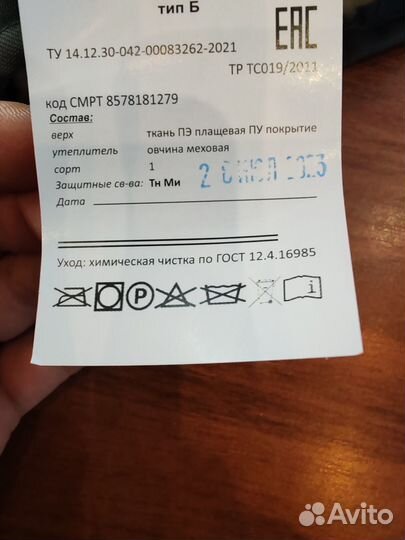 тип Б
ТУ 14.12.30-042-00083262-2021
EAC
ТР ТС019/2011
код СМРТ 8578181279
Состав:
верх ткань ПЭ плащевая ПУ покрытие
утеплитель овчина меховая
сорт 1
Защитные св-ва: Тн Ми
Дата
Уход: химическая чистка по ГОСТ 12.4.16985
P
i
Avito